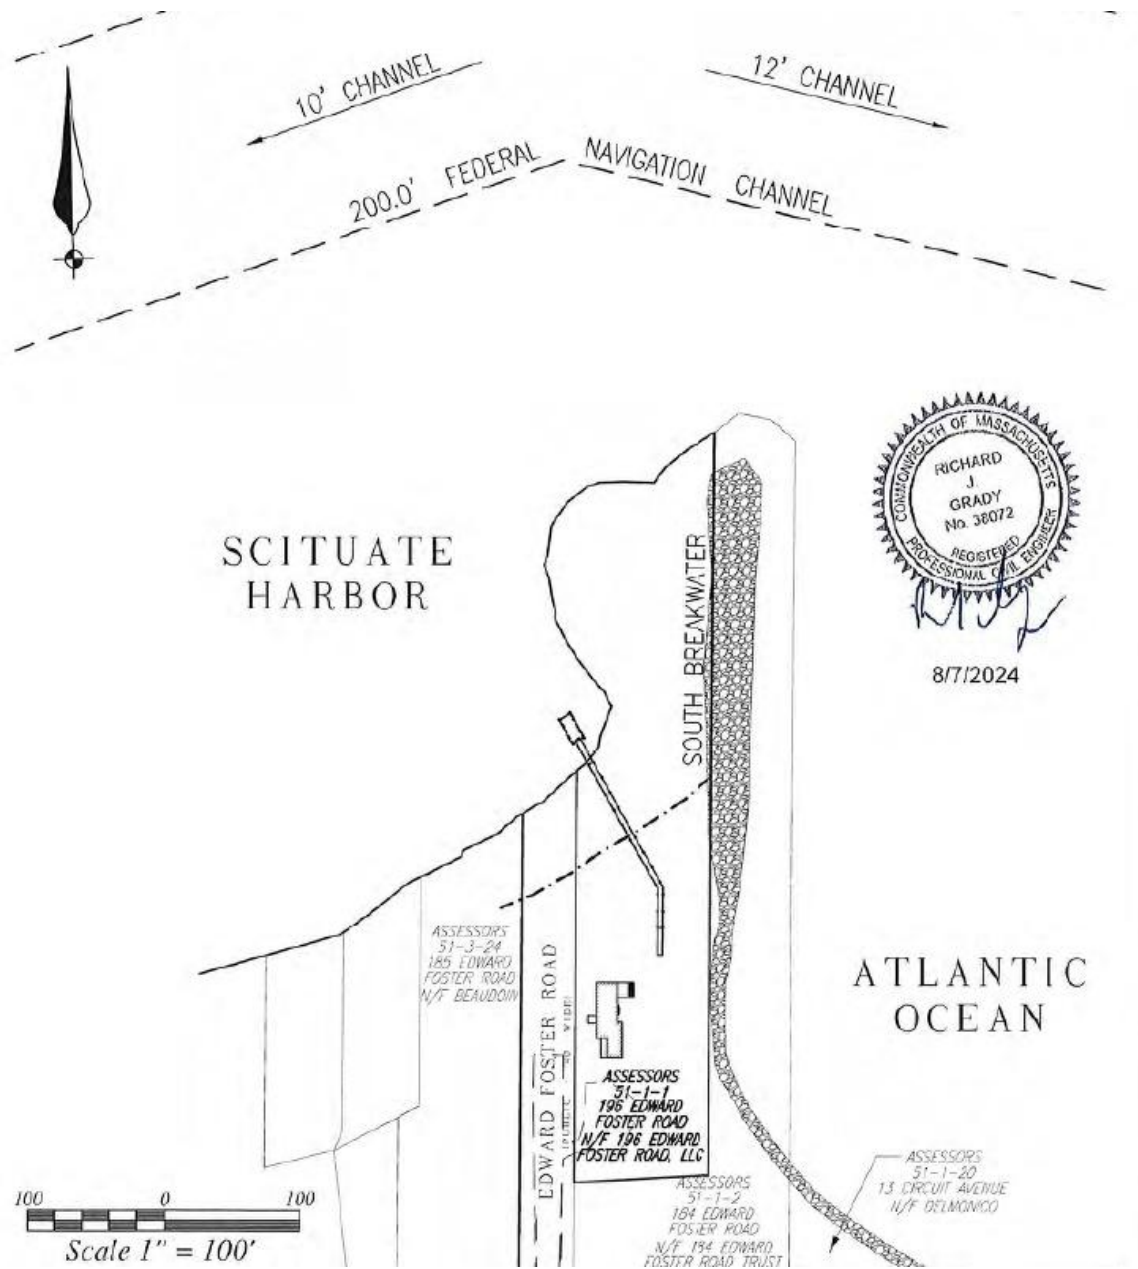 10' CHANNEL
12' CHANNEL
200.0' FEDERAL NAVIGATION CHANNEL
COMMONWEALTH OF MASSACHUSETTS
RICHARD
J.
GRADY
No. 38072
REGISTERED
PROFESSIONAL CIVIL ENGINEER
8/7/2024
SCITUATE
HARBOR
SOUTH BREAKWATER
ASSESSORS
51-3-24
185 EDWARD
FOSTER ROAD
N/F BEAUDOIN
EDWARD FOSTER ROAD
ATLANTIC
OCEAN
ASSESSORS
51-1-1
196 EDWARD
FOSTER ROAD
N/F 196 EDWARD
FOSTER ROAD, LLC
ASSESSORS
51-1-2
184 EDWARD
FOSTER ROAD
N/F 184 EDWARD
FOSTER ROAD TRUST
ASSESSORS
51-1-20
13 CIRCUIT AVENUE
N/F DELMONICO
100 0 100
Scale 1" = 100'